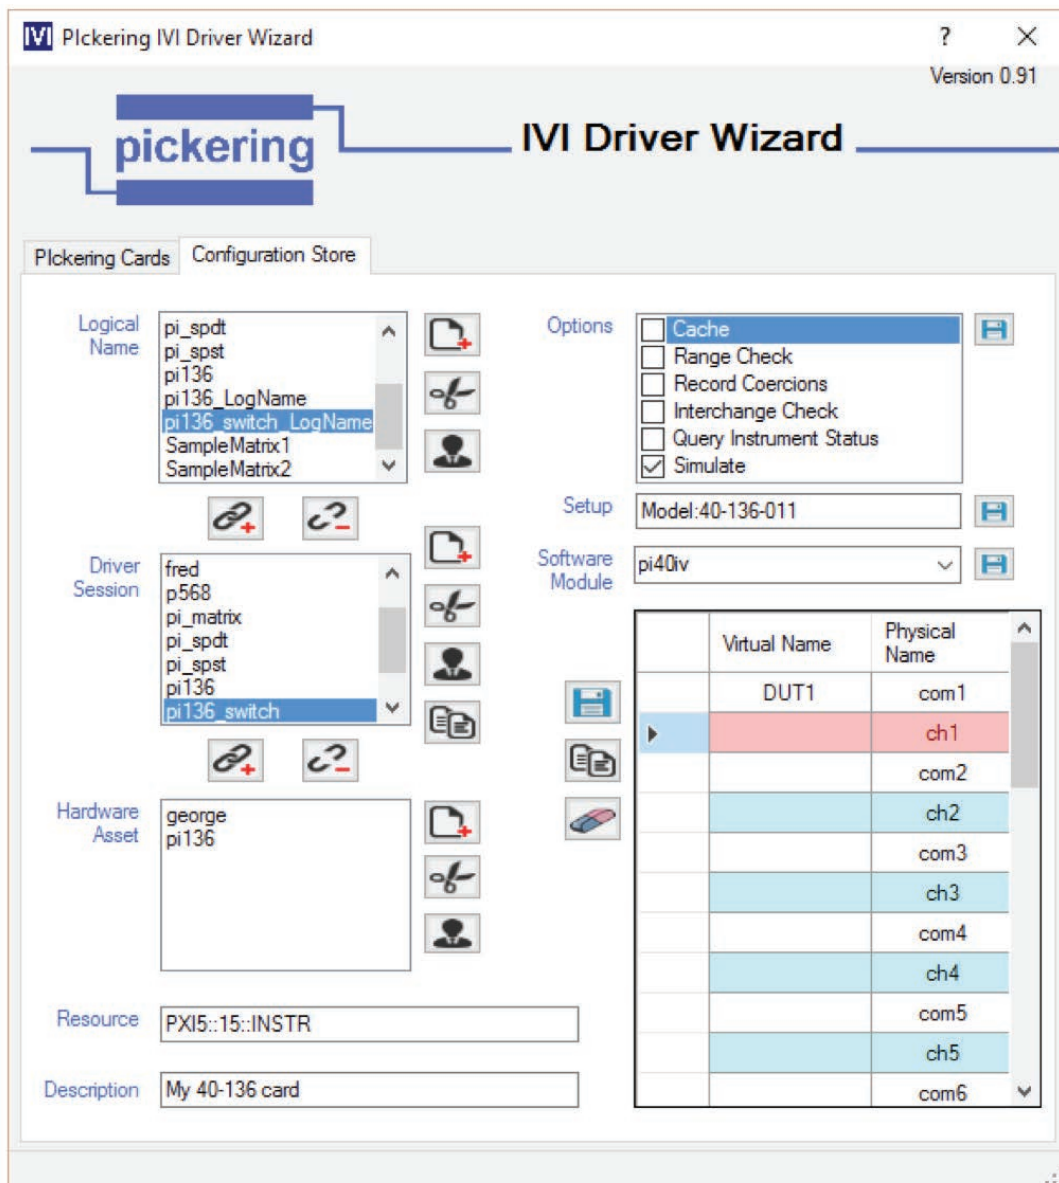 IVI PIckering IVI Driver Wizard ? ×
Version 0.91
pickering
IVI Driver Wizard
PIckering Cards
Configuration Store
Logical
Name
pi_spdt
pi_spst
pi136
pi136_LogName
pi136_switch_LogName
SampleMatrix1
SampleMatrix2
Driver
Session
fred
p568
pi_matrix
pi_spdt
pi_spst
pi136
pi136_switch
Hardware
Asset
george
pi136
Resource
PXI5::15::INSTR
Description
My 40-136 card
Options
Cache
Range Check
Record Coercions
Interchange Check
Query Instrument Status
Simulate
Setup
Model:40-136-011
Software
Module
pi40iv
Virtual Name
Physical
Name
DUT1 com1
ch1
com2
ch2
com3
ch3
com4
ch4
com5
ch5
com6